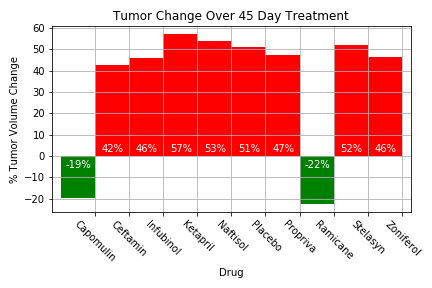 Tumor Change Over 45 Day Treatment
% Tumor Volume Change
60
50
40
30
20
10
0
−10
−20
-19%
42%
46%
57%
53%
51%
47%
-22%
52%
46%
Capomulin
Ceftamin
Infubinol
Ketapril
Naftisol
Placebo
Propriva
Ramicane
Stelasyn
Zoniferol
Drug